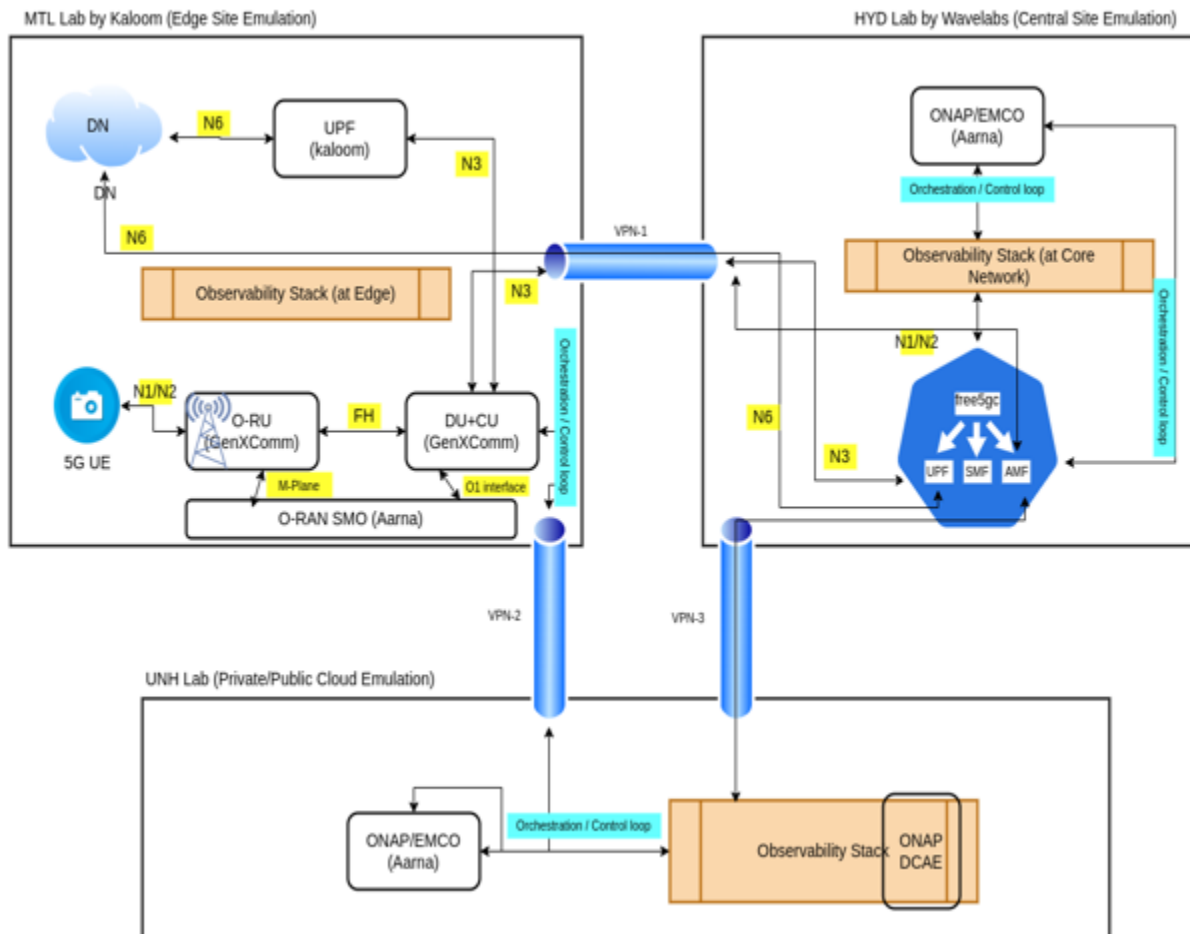 MTL Lab by Kaloom (Edge Site Emulation)
HYD Lab by Wavelabs (Central Site Emulation)
DN
N6
UPF
(kaloom)
N3
DN
N6
VPN-1
N3
Observability Stack (at Edge)
ONAP/EMCO
(Aarna)
Orchestration / Control loop
Observability Stack (at Core
Network)
Orchestration / Control loop
N1/N2
free5gc
UPF
SMF
AMF
N6
N3
5G UE
N1/N2
O-RU
(GenXComm)
FH
DU+CU
(GenXComm)
Orchestration / Control loop
M-Plane
O1 interface
O-RAN SMO (Aarna)
VPN-2
VPN-3
UNH Lab (Private/Public Cloud Emulation)
ONAP/EMCO
(Aarna)
Orchestration / Control loop
Observability Stack
ONAP
DCAE